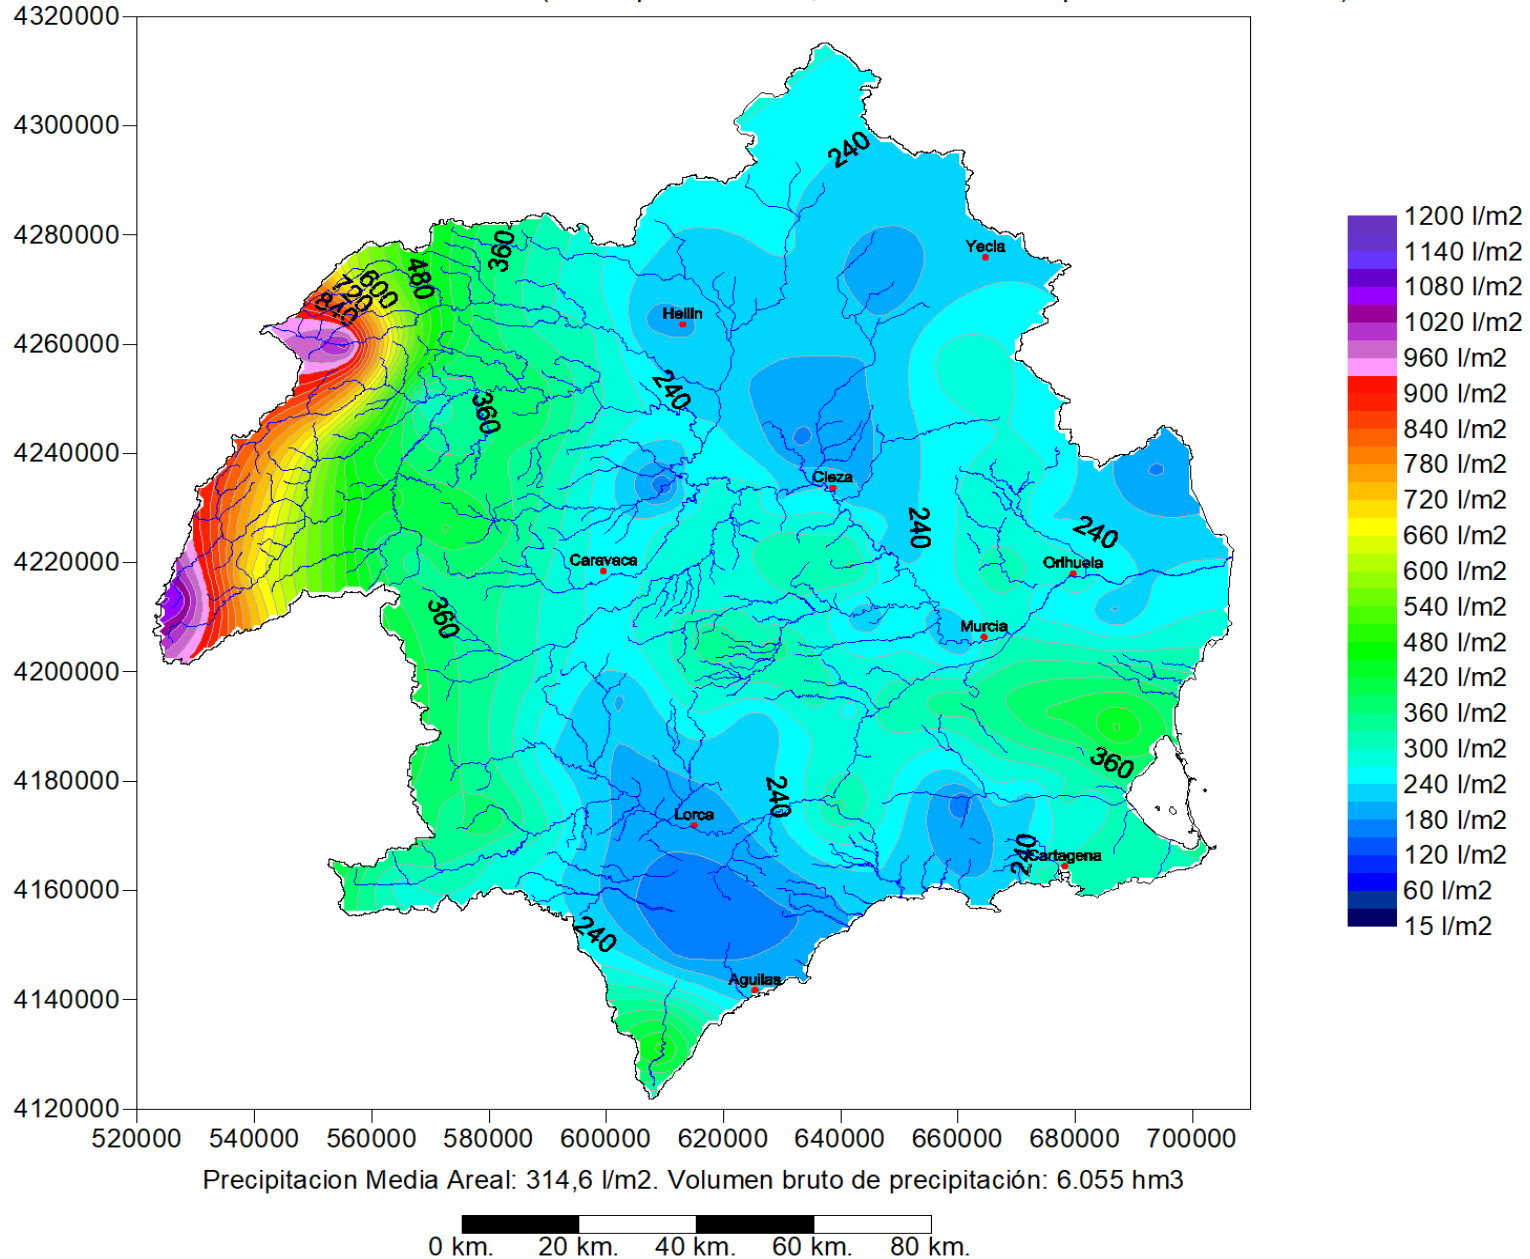 4320000
4300000
4280000
4260000
4240000
4220000
4200000
4180000
4160000
4140000
4120000
520000 540000 560000 580000 600000 620000 640000 660000 680000 700000
240
Yecla
360
480
600
720
840
Hellin
240
360
Cieza
240
240
Caravaca
Orihuela
360
Murcia
360
240
Lorca
240
Cartagena
240
Aguilas
1200 l/m2
1140 l/m2
1080 l/m2
1020 l/m2
960 l/m2
900 l/m2
840 l/m2
780 l/m2
720 l/m2
660 l/m2
600 l/m2
540 l/m2
480 l/m2
420 l/m2
360 l/m2
300 l/m2
240 l/m2
180 l/m2
120 l/m2
60 l/m2
15 l/m2
Precipitacion Media Areal: 314,6 l/m2. Volumen bruto de precipitación: 6.055 hm3
0 km. 20 km. 40 km. 60 km. 80 km.